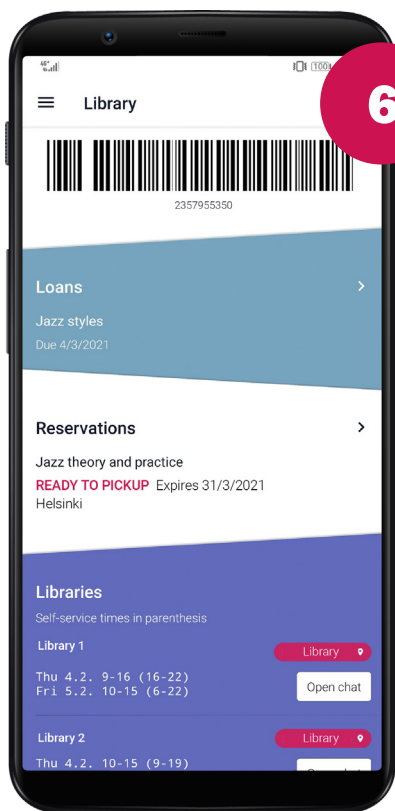 6
100
Library
2357955350
Loans
Jazz styles
Due 4/3/2021
Reservations
Jazz theory and practice
READY TO PICKUP Expires 31/3/2021
Helsinki
Libraries
Self-service times in parenthesis
Library 1
Library
Thu 4.2. 9-16 (16-22)
Fri 5.2. 10-15 (6-22)
Open chat
Library 2
Library
Thu 4.2. 10-15 (9-19)